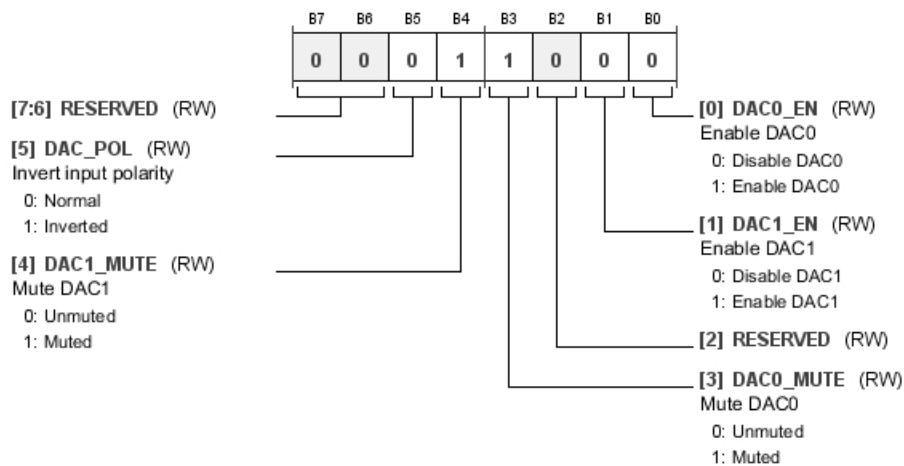 B7 B6 B5 B4 B3 B2 B1 B0
0 0 0 1 1 0 0 0
[7:6] RESERVED (RW)
[5] DAC_POL (RW)
Invert input polarity
0: Normal
1: Inverted
[4] DAC1_MUTE (RW)
Mute DAC1
0: Unmuted
1: Muted
[0] DAC0_EN (RW)
Enable DAC0
0: Disable DAC0
1: Enable DAC0
[1] DAC1_EN (RW)
Enable DAC1
0: Disable DAC1
1: Enable DAC1
[2] RESERVED (RW)
[3] DAC0_MUTE (RW)
Mute DAC0
0: Unmuted
1: Muted